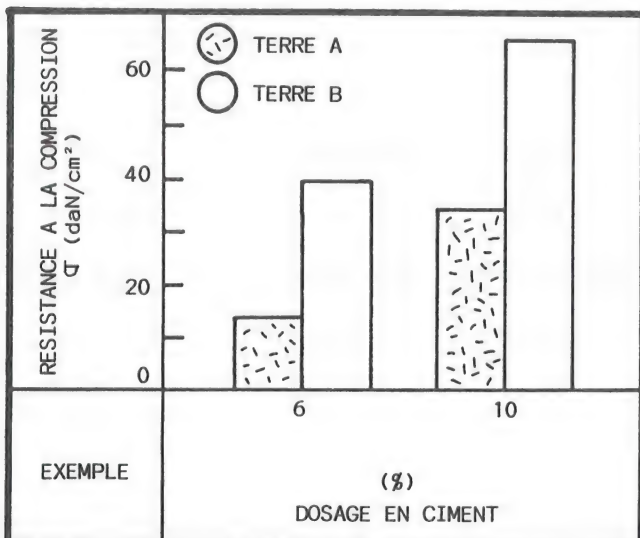 RESISTANCE A LA COMPRESSION
σ (daN/cm²)
60
40
20
0
TERRE A
TERRE B
6
10
EXEMPLE
(%)
DOSAGE EN CIMENT